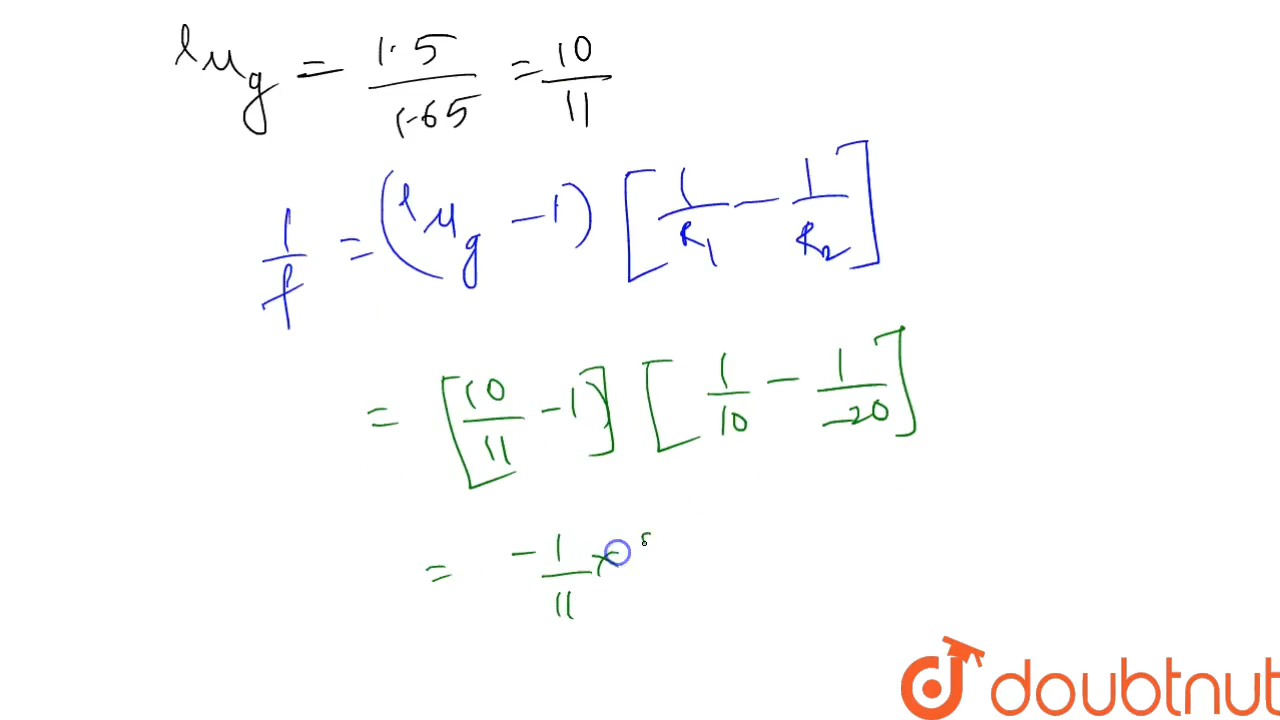 lμg = 1.5/1.65 = 10/11
1/f = (lμg - 1) [1/R1 - 1/R2]
= [10/11 - 1] [1/10 - 1/-20]
= -1/11 ×
doubtnut